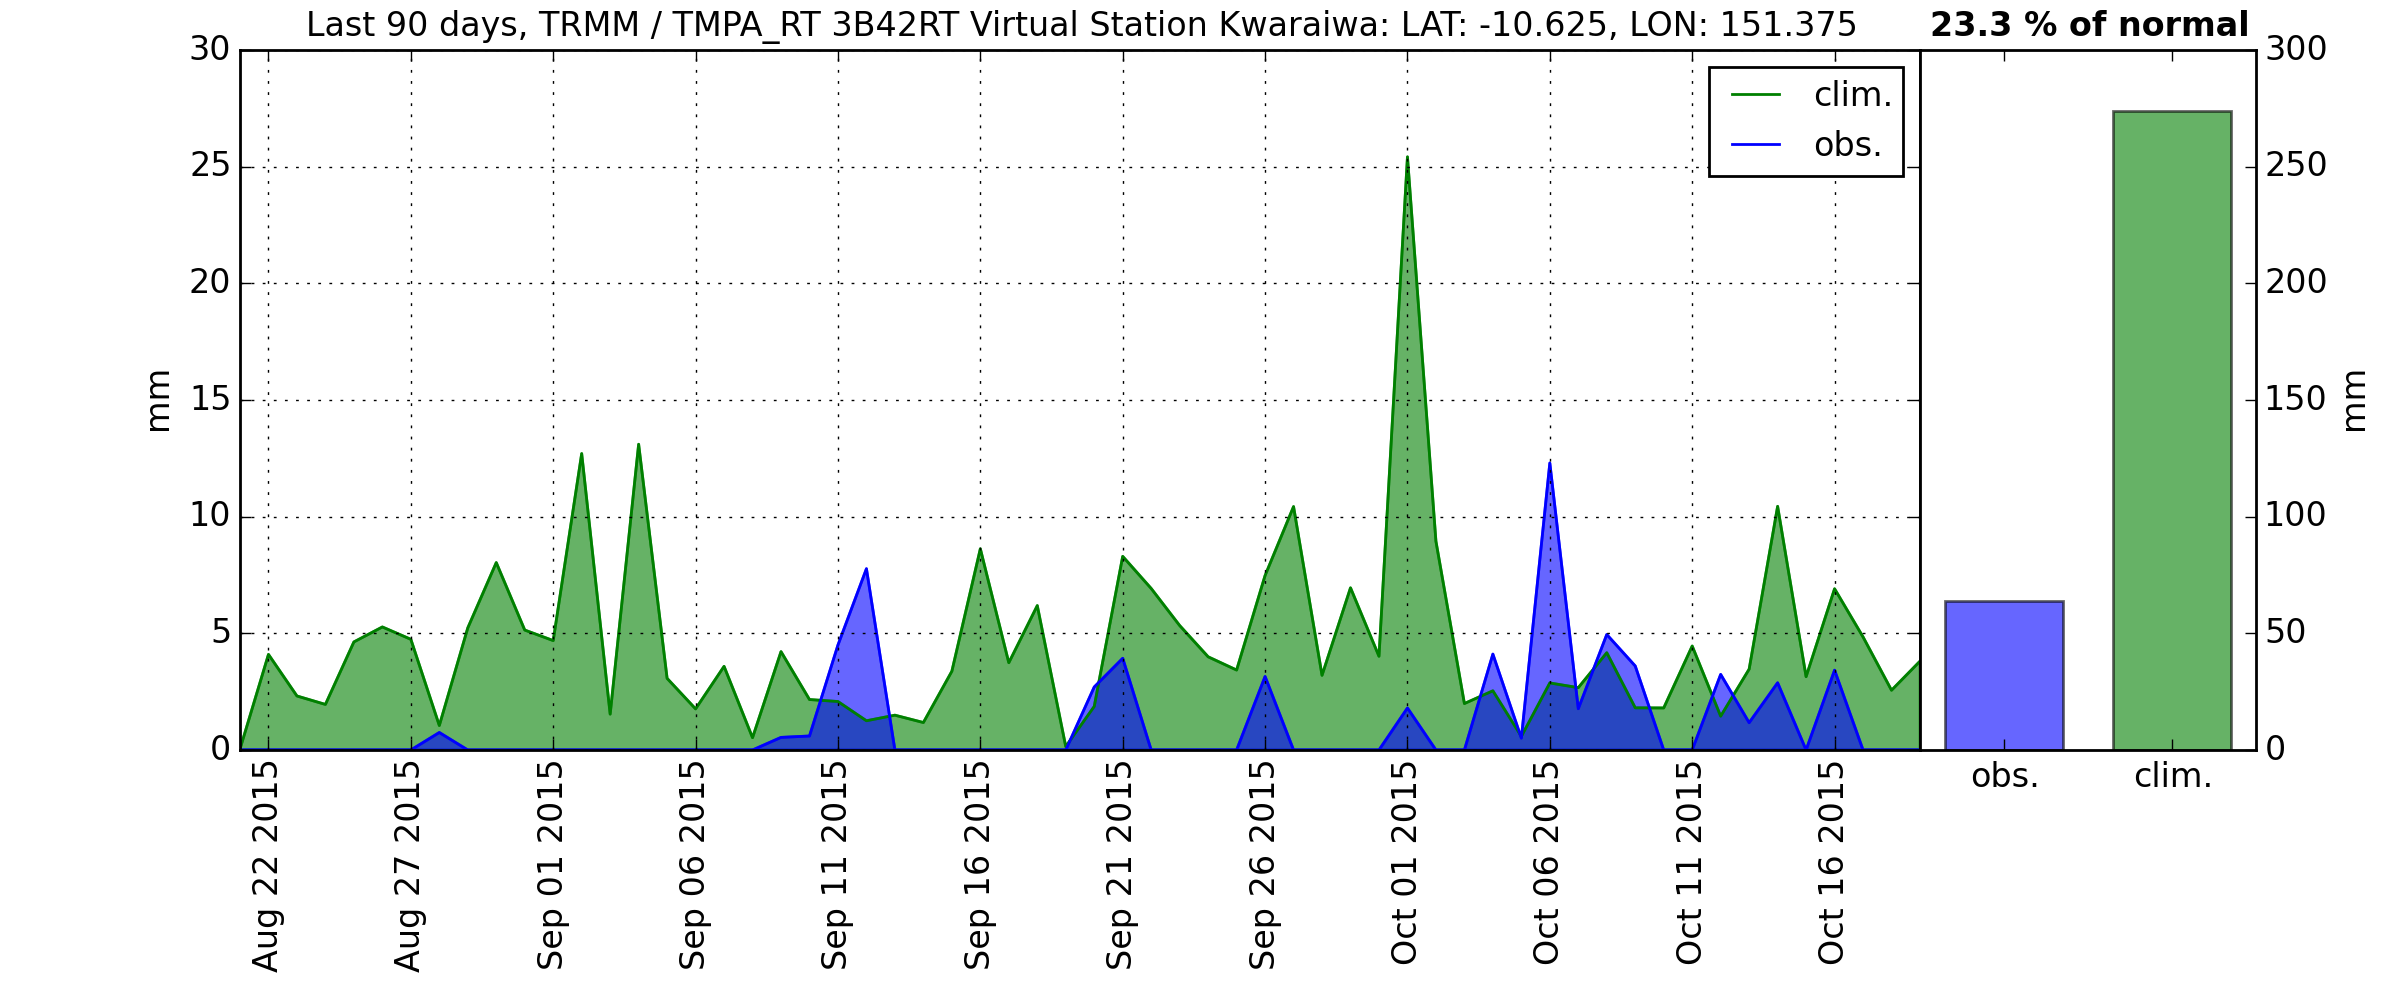 Last 90 days, TRMM / TMPA_RT 3B42RT Virtual Station Kwaraiwa: LAT: -10.625, LON: 151.375
23.3 % of normal
30
25
20
15
10
5
0
mm
clim.
obs.
Aug 22 2015
Aug 27 2015
Sep 01 2015
Sep 06 2015
Sep 11 2015
Sep 16 2015
Sep 21 2015
Sep 26 2015
Oct 01 2015
Oct 06 2015
Oct 11 2015
Oct 16 2015
300
250
200
150
100
50
0
mm
obs.
clim.